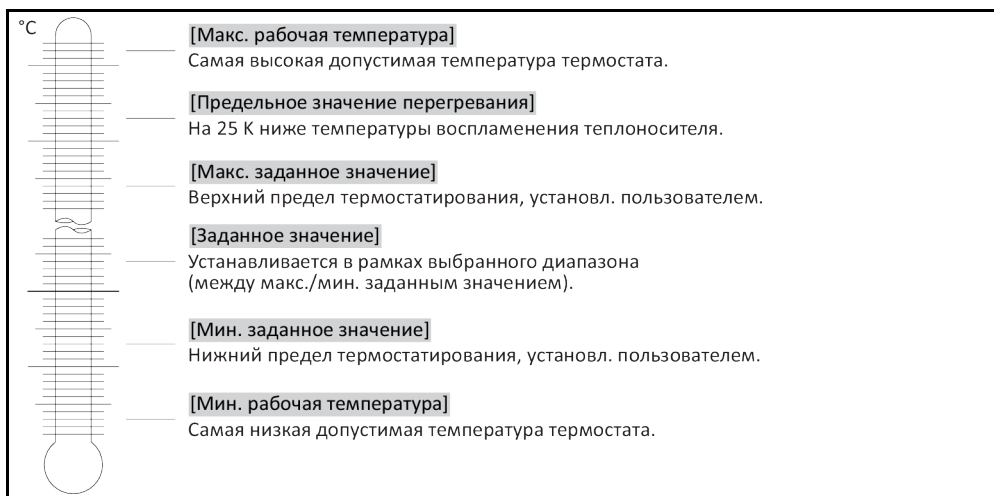 °C
[Макс. рабочая температура]
Самая высокая допустимая температура термостата.
[Предельное значение перегревания]
На 25 K ниже температуры воспламенения теплоносителя.
[Макс. заданное значение]
Верхний предел термостатирования, установл. пользователем.
[Заданное значение]
Устанавливается в рамках выбранного диапазона
(между макс./мин. заданным значением).
[Мин. заданное значение]
Нижний предел термостатирования, установл. пользователем.
[Мин. рабочая температура]
Самая низкая допустимая температура термостата.